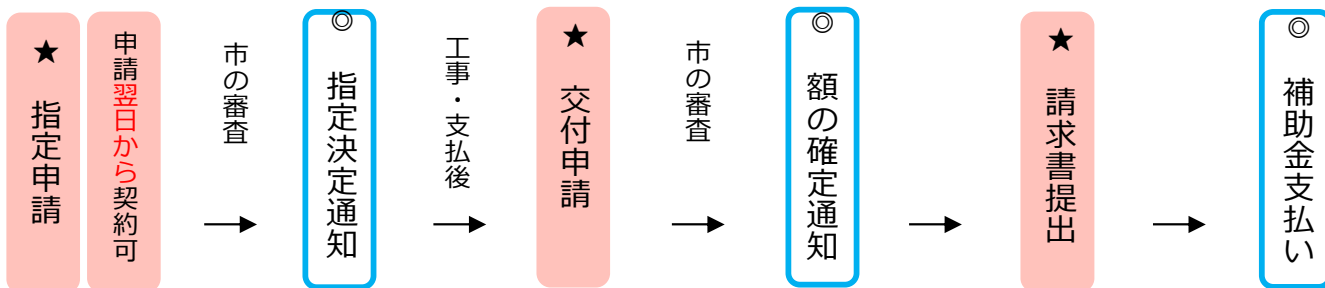 ★ 指定申請
申請翌日から契約可
市の審査
→
◎ 指定決定通知
工事・支払後
→
★ 交付申請
市の審査
→
◎ 額の確定通知
→
★ 請求書提出
→
◎ 補助金支払い